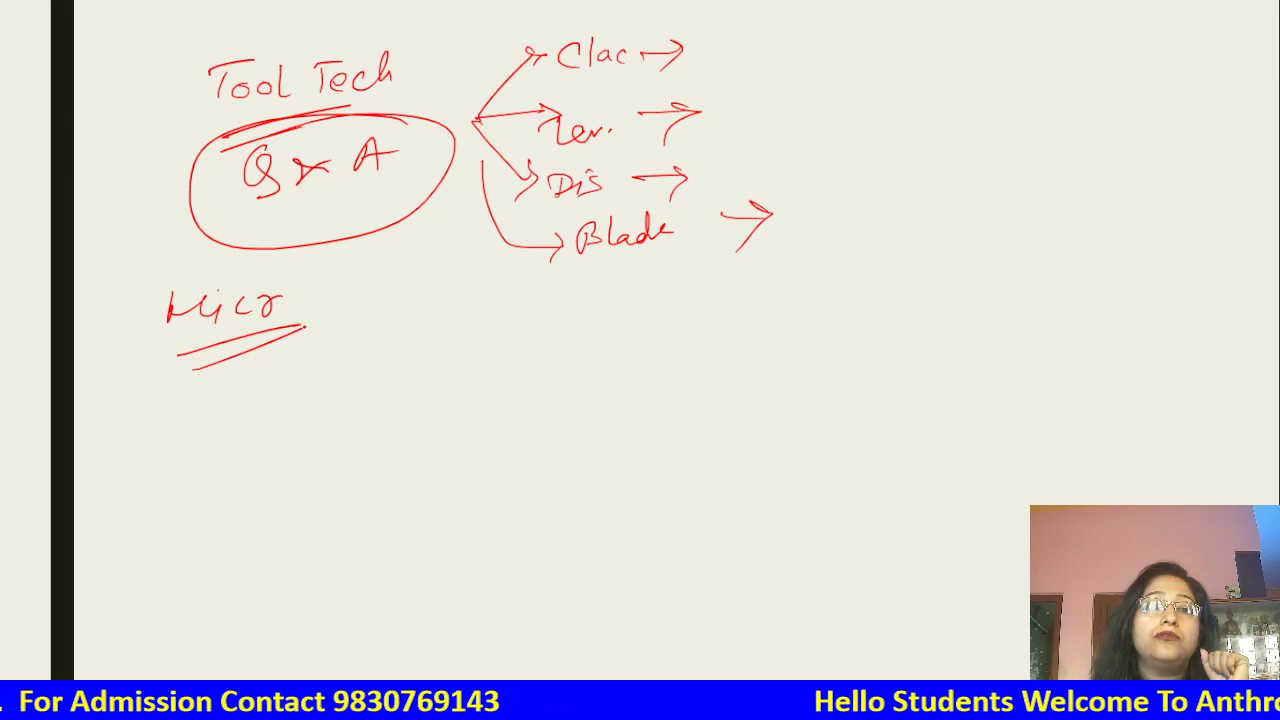 Tool Tech
Q & A
Clac
Lev.
Dis
Blade
Micr
. For Admission Contact 9830769143
Hello Students Welcome To Anthro